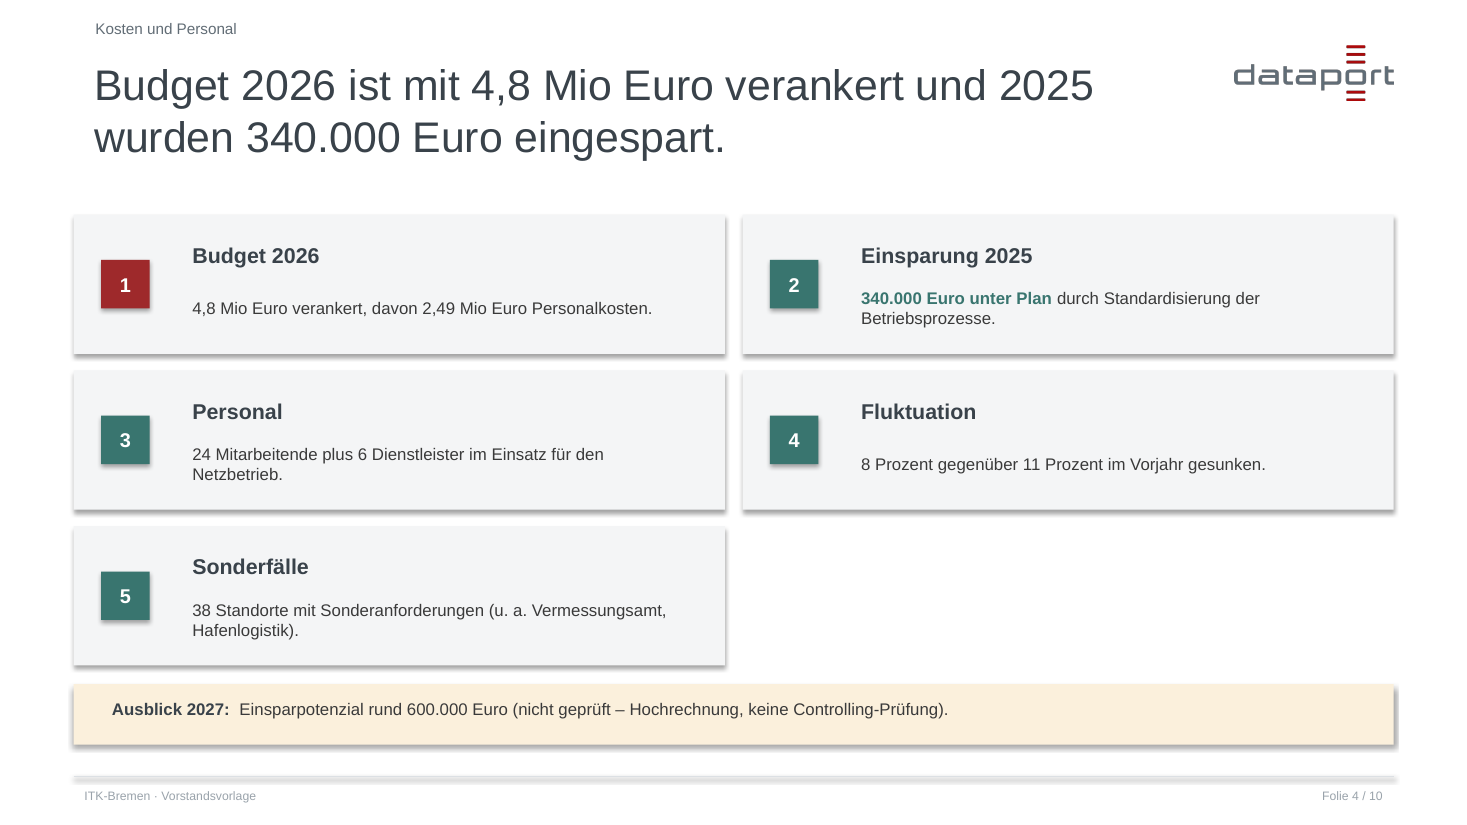 Kosten und Personal
Budget 2026 ist mit 4,8 Mio Euro verankert und 2025
wurden 340.000 Euro eingespart.
dataport
1
Budget 2026
4,8 Mio Euro verankert, davon 2,49 Mio Euro Personalkosten.
2
Einsparung 2025
340.000 Euro unter Plan durch Standardisierung der
Betriebsprozesse.
3
Personal
24 Mitarbeitende plus 6 Dienstleister im Einsatz für den
Netzbetrieb.
4
Fluktuation
8 Prozent gegenüber 11 Prozent im Vorjahr gesunken.
5
Sonderfälle
38 Standorte mit Sonderanforderungen (u. a. Vermessungsamt,
Hafenlogistik).
Ausblick 2027: Einsparpotenzial rund 600.000 Euro (nicht geprüft – Hochrechnung, keine Controlling-Prüfung).
ITK-Bremen · Vorstandsvorlage
Folie 4 / 10